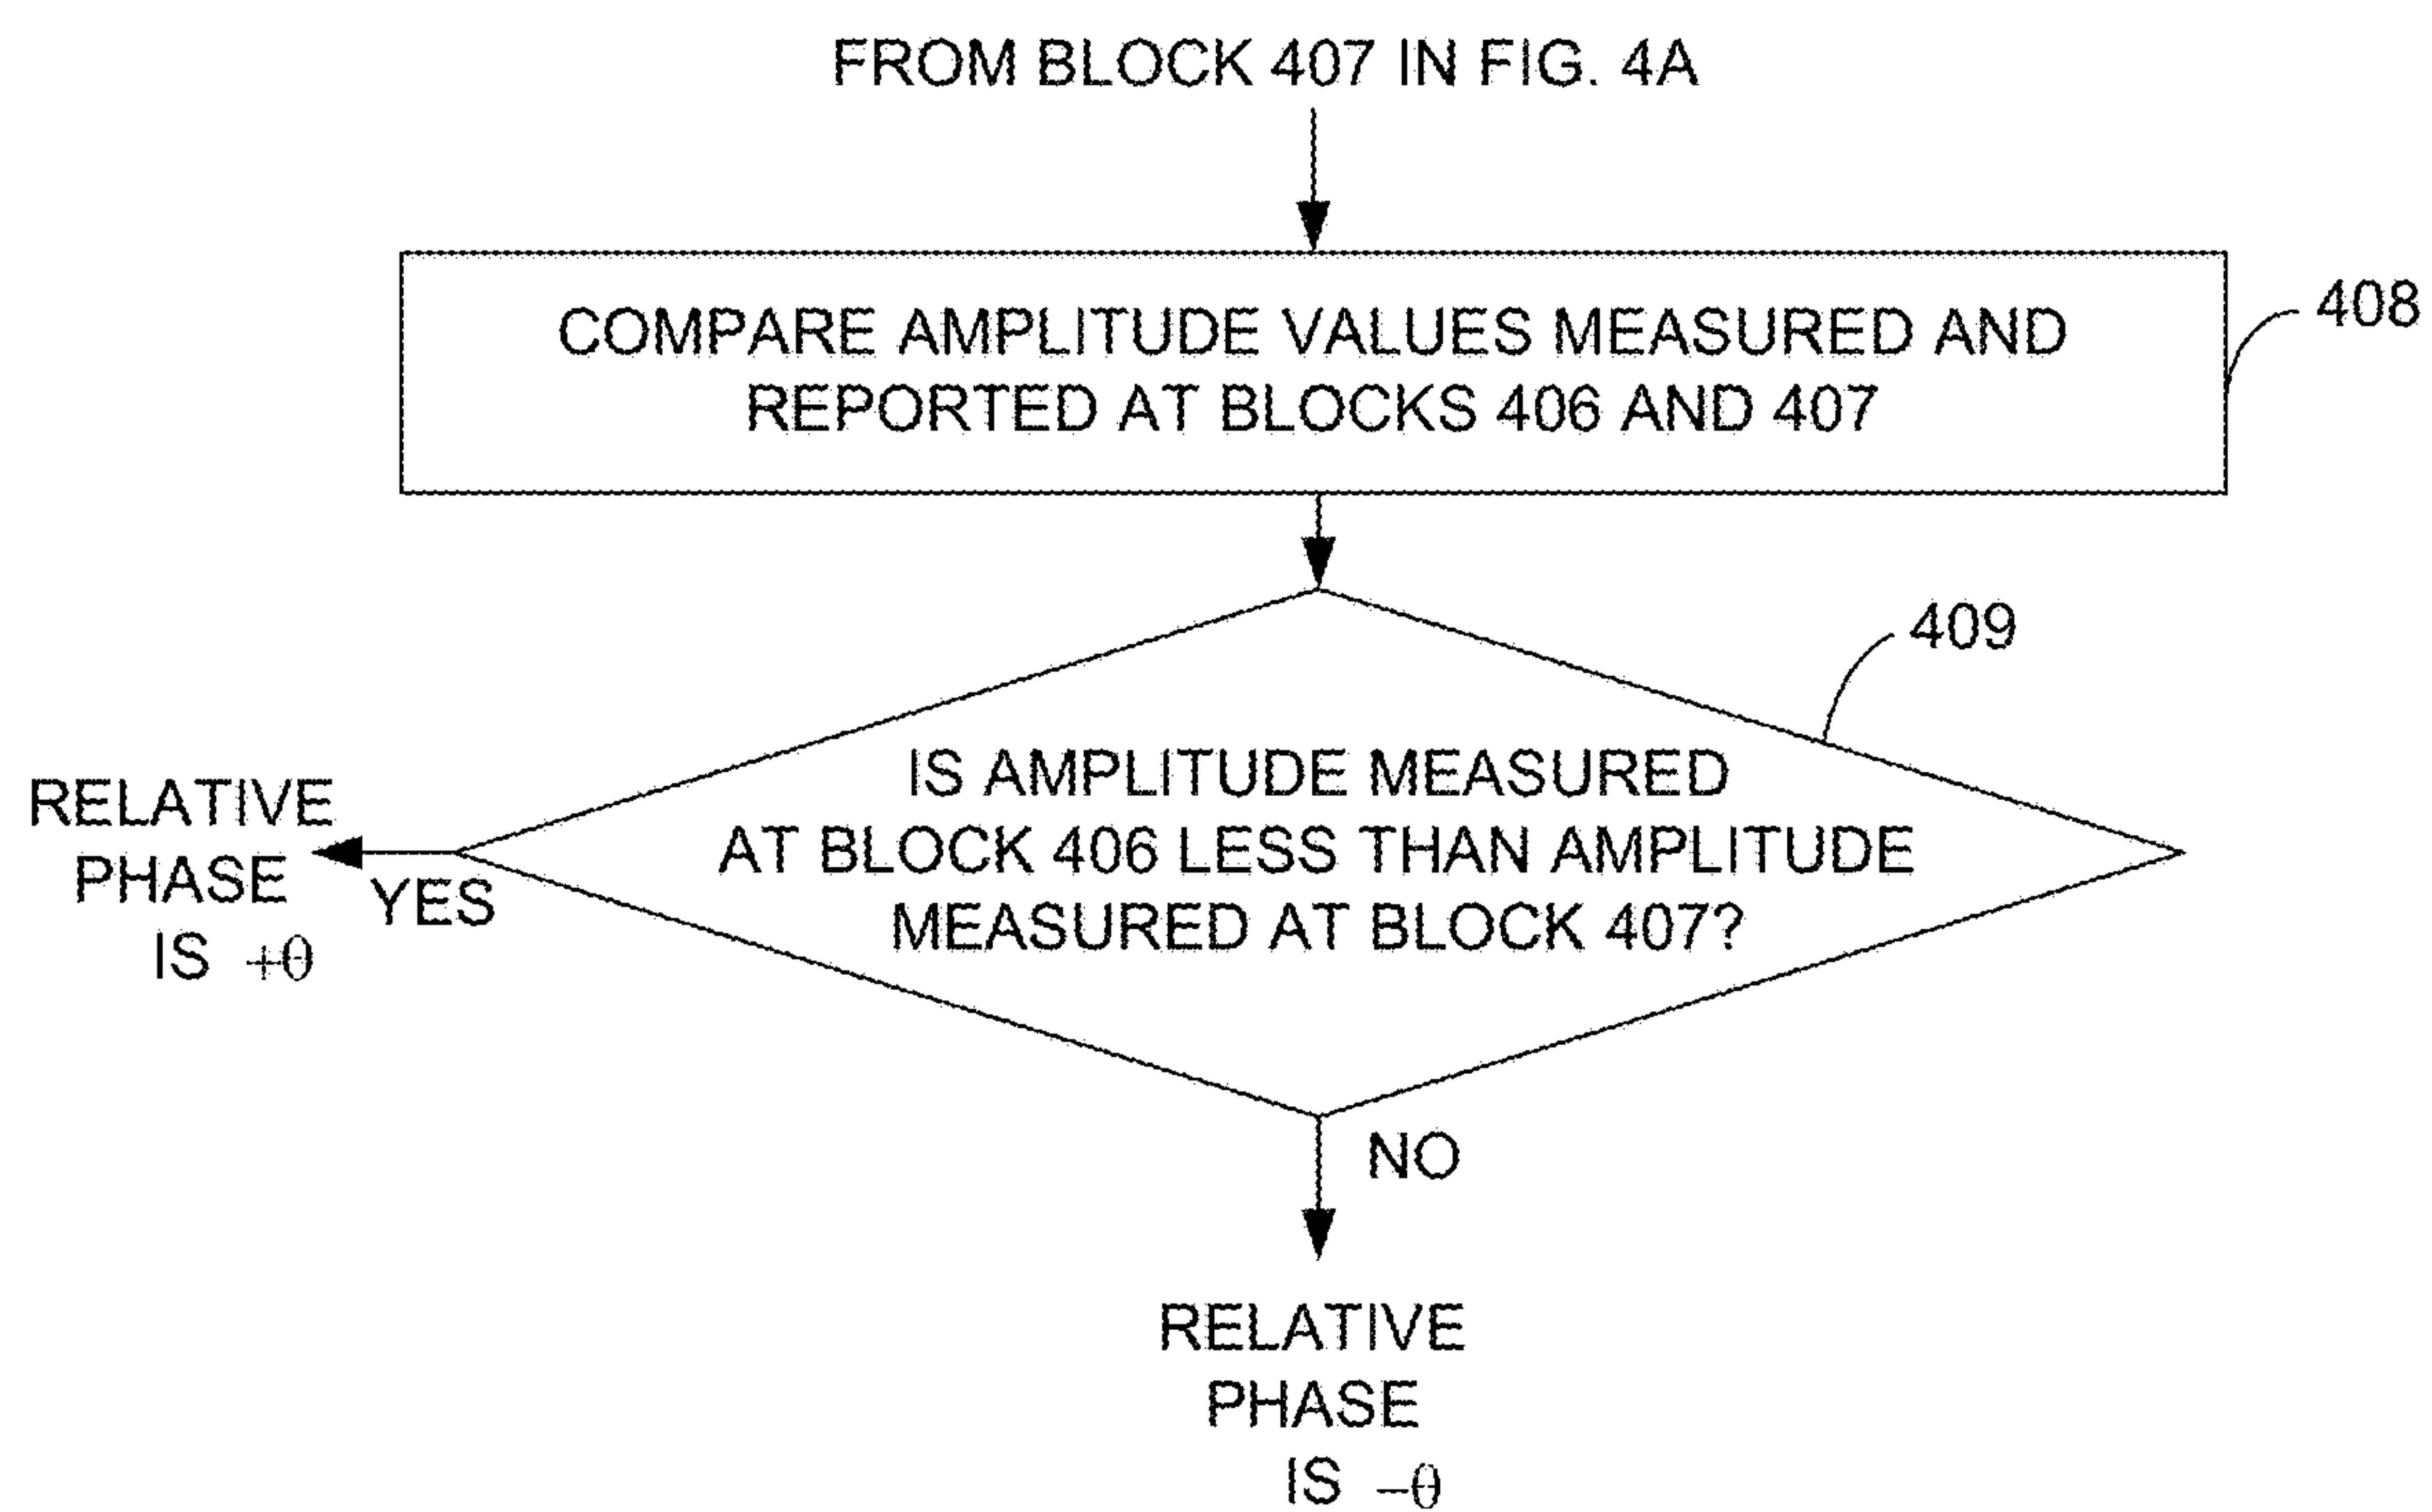 FROM BLOCK 407 IN FIG. 4A
COMPARE AMPLITUDE VALUES MEASURED AND
REPORTED AT BLOCKS 406 AND 407
408
409
IS AMPLITUDE MEASURED
AT BLOCK 406 LESS THAN AMPLITUDE
MEASURED AT BLOCK 407?
RELATIVE
PHASE
IS +θ
YES
NO
RELATIVE
PHASE
IS –θ